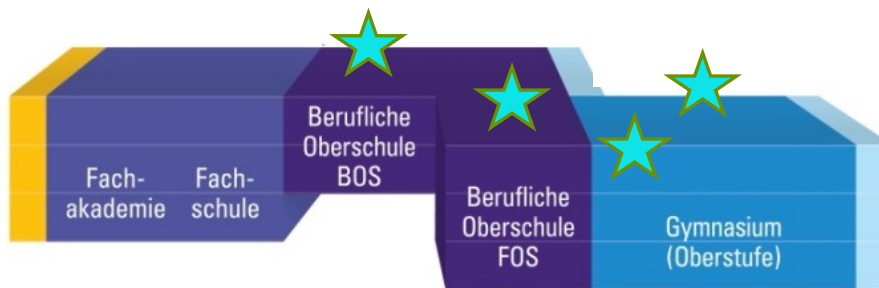 Fach-
akademie
Fach-
schule
Berufliche
Oberschule
BOS
Berufliche
Oberschule
FOS
Gymnasium
(Oberstufe)